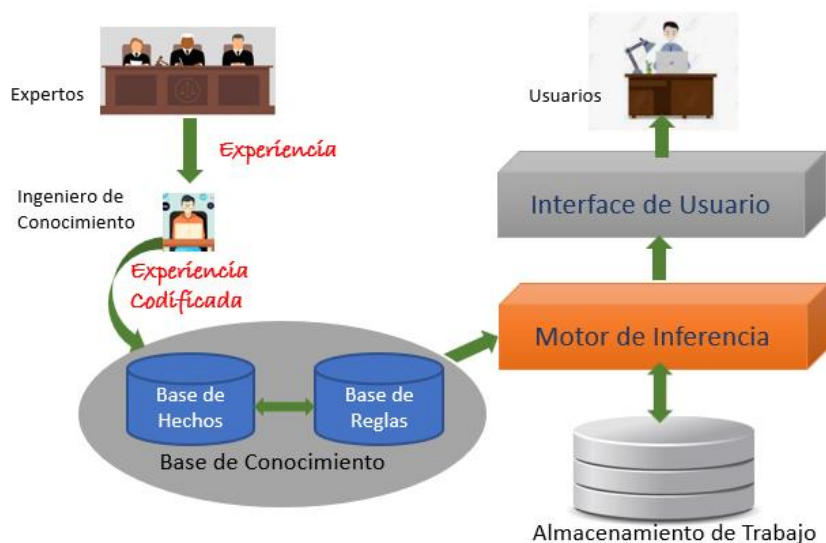 Expertos
Experiencia
Ingeniero de
Conocimiento
Experiencia
Codificada
Base de
Hechos
Base de
Reglas
Base de Conocimiento
Usuarios
Interface de Usuario
Motor de Inferencia
Almacenamiento de Trabajo